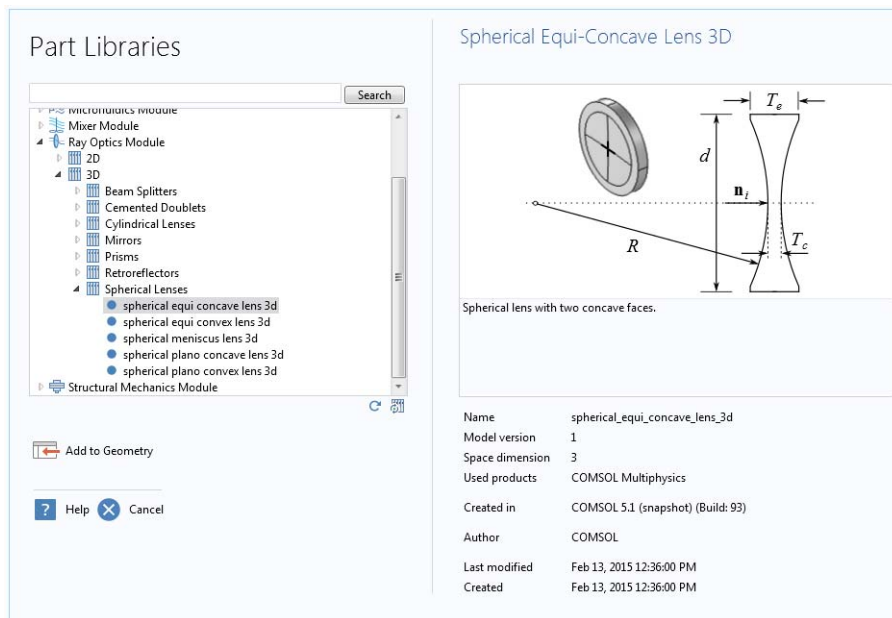 Part Libraries
Search
Microfluidics Module
Mixer Module
Ray Optics Module
2D
3D
Beam Splitters
Cemented Doublets
Cylindrical Lenses
Mirrors
Prisms
Retroreflectors
Spherical Lenses
spherical equi concave lens 3d
spherical equi convex lens 3d
spherical meniscus lens 3d
spherical plano concave lens 3d
spherical plano convex lens 3d
Structural Mechanics Module
Add to Geometry
? Help Cancel
Spherical Equi-Concave Lens 3D
Tₑ
d
nᵢ
R
T_c
Spherical lens with two concave faces.
Name spherical_equi_concave_lens_3d
Model version 1
Space dimension 3
Used products COMSOL Multiphysics
Created in COMSOL 5.1 (snapshot) (Build: 93)
Author COMSOL
Last modified Feb 13, 2015 12:36:00 PM
Created Feb 13, 2015 12:36:00 PM